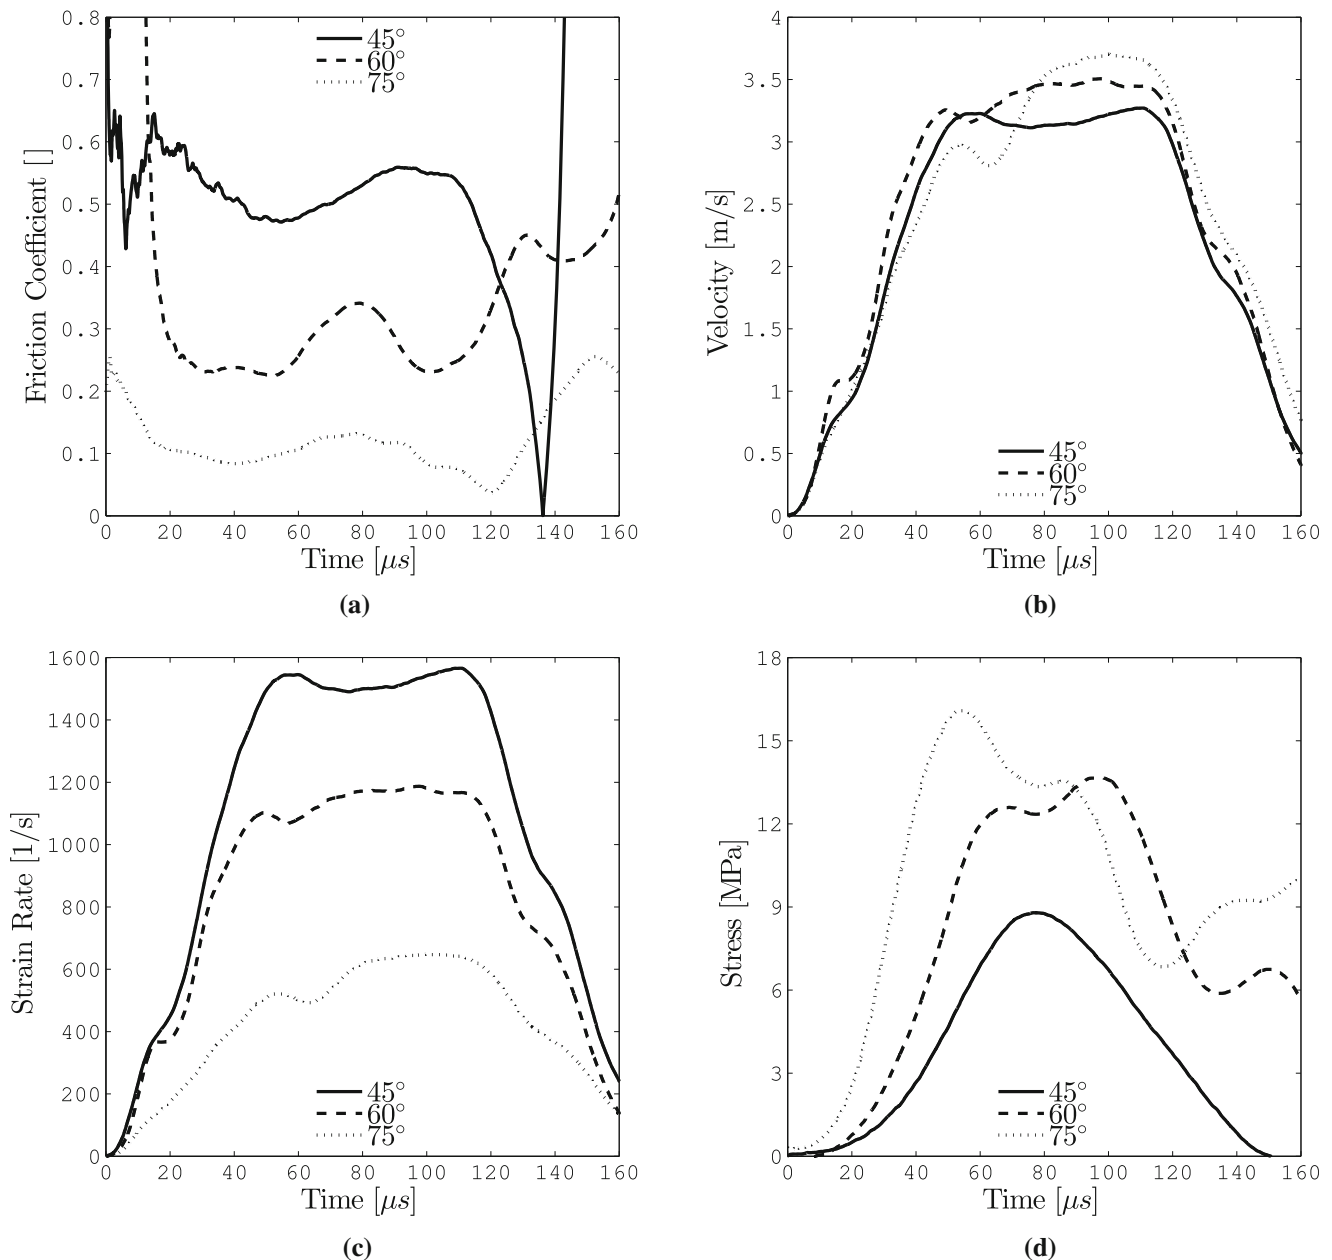 0.8
0.7
0.6
0.5
0.4
0.3
0.2
0.1
0
Friction Coefficient [ ]
45°
60°
75°
0 20 40 60 80 100 120 140 160
Time [μs]
(a)
4
3.5
3
2.5
2
1.5
1
0.5
0
Velocity [m/s]
45°
60°
75°
0 20 40 60 80 100 120 140 160
Time [μs]
(b)
1600
1400
1200
1000
800
600
400
200
0
Strain Rate [1/s]
45°
60°
75°
0 20 40 60 80 100 120 140 160
Time [μs]
(c)
18
15
12
9
6
3
0
Stress [MPa]
45°
60°
75°
0 20 40 60 80 100 120 140 160
Time [μs]
(d)